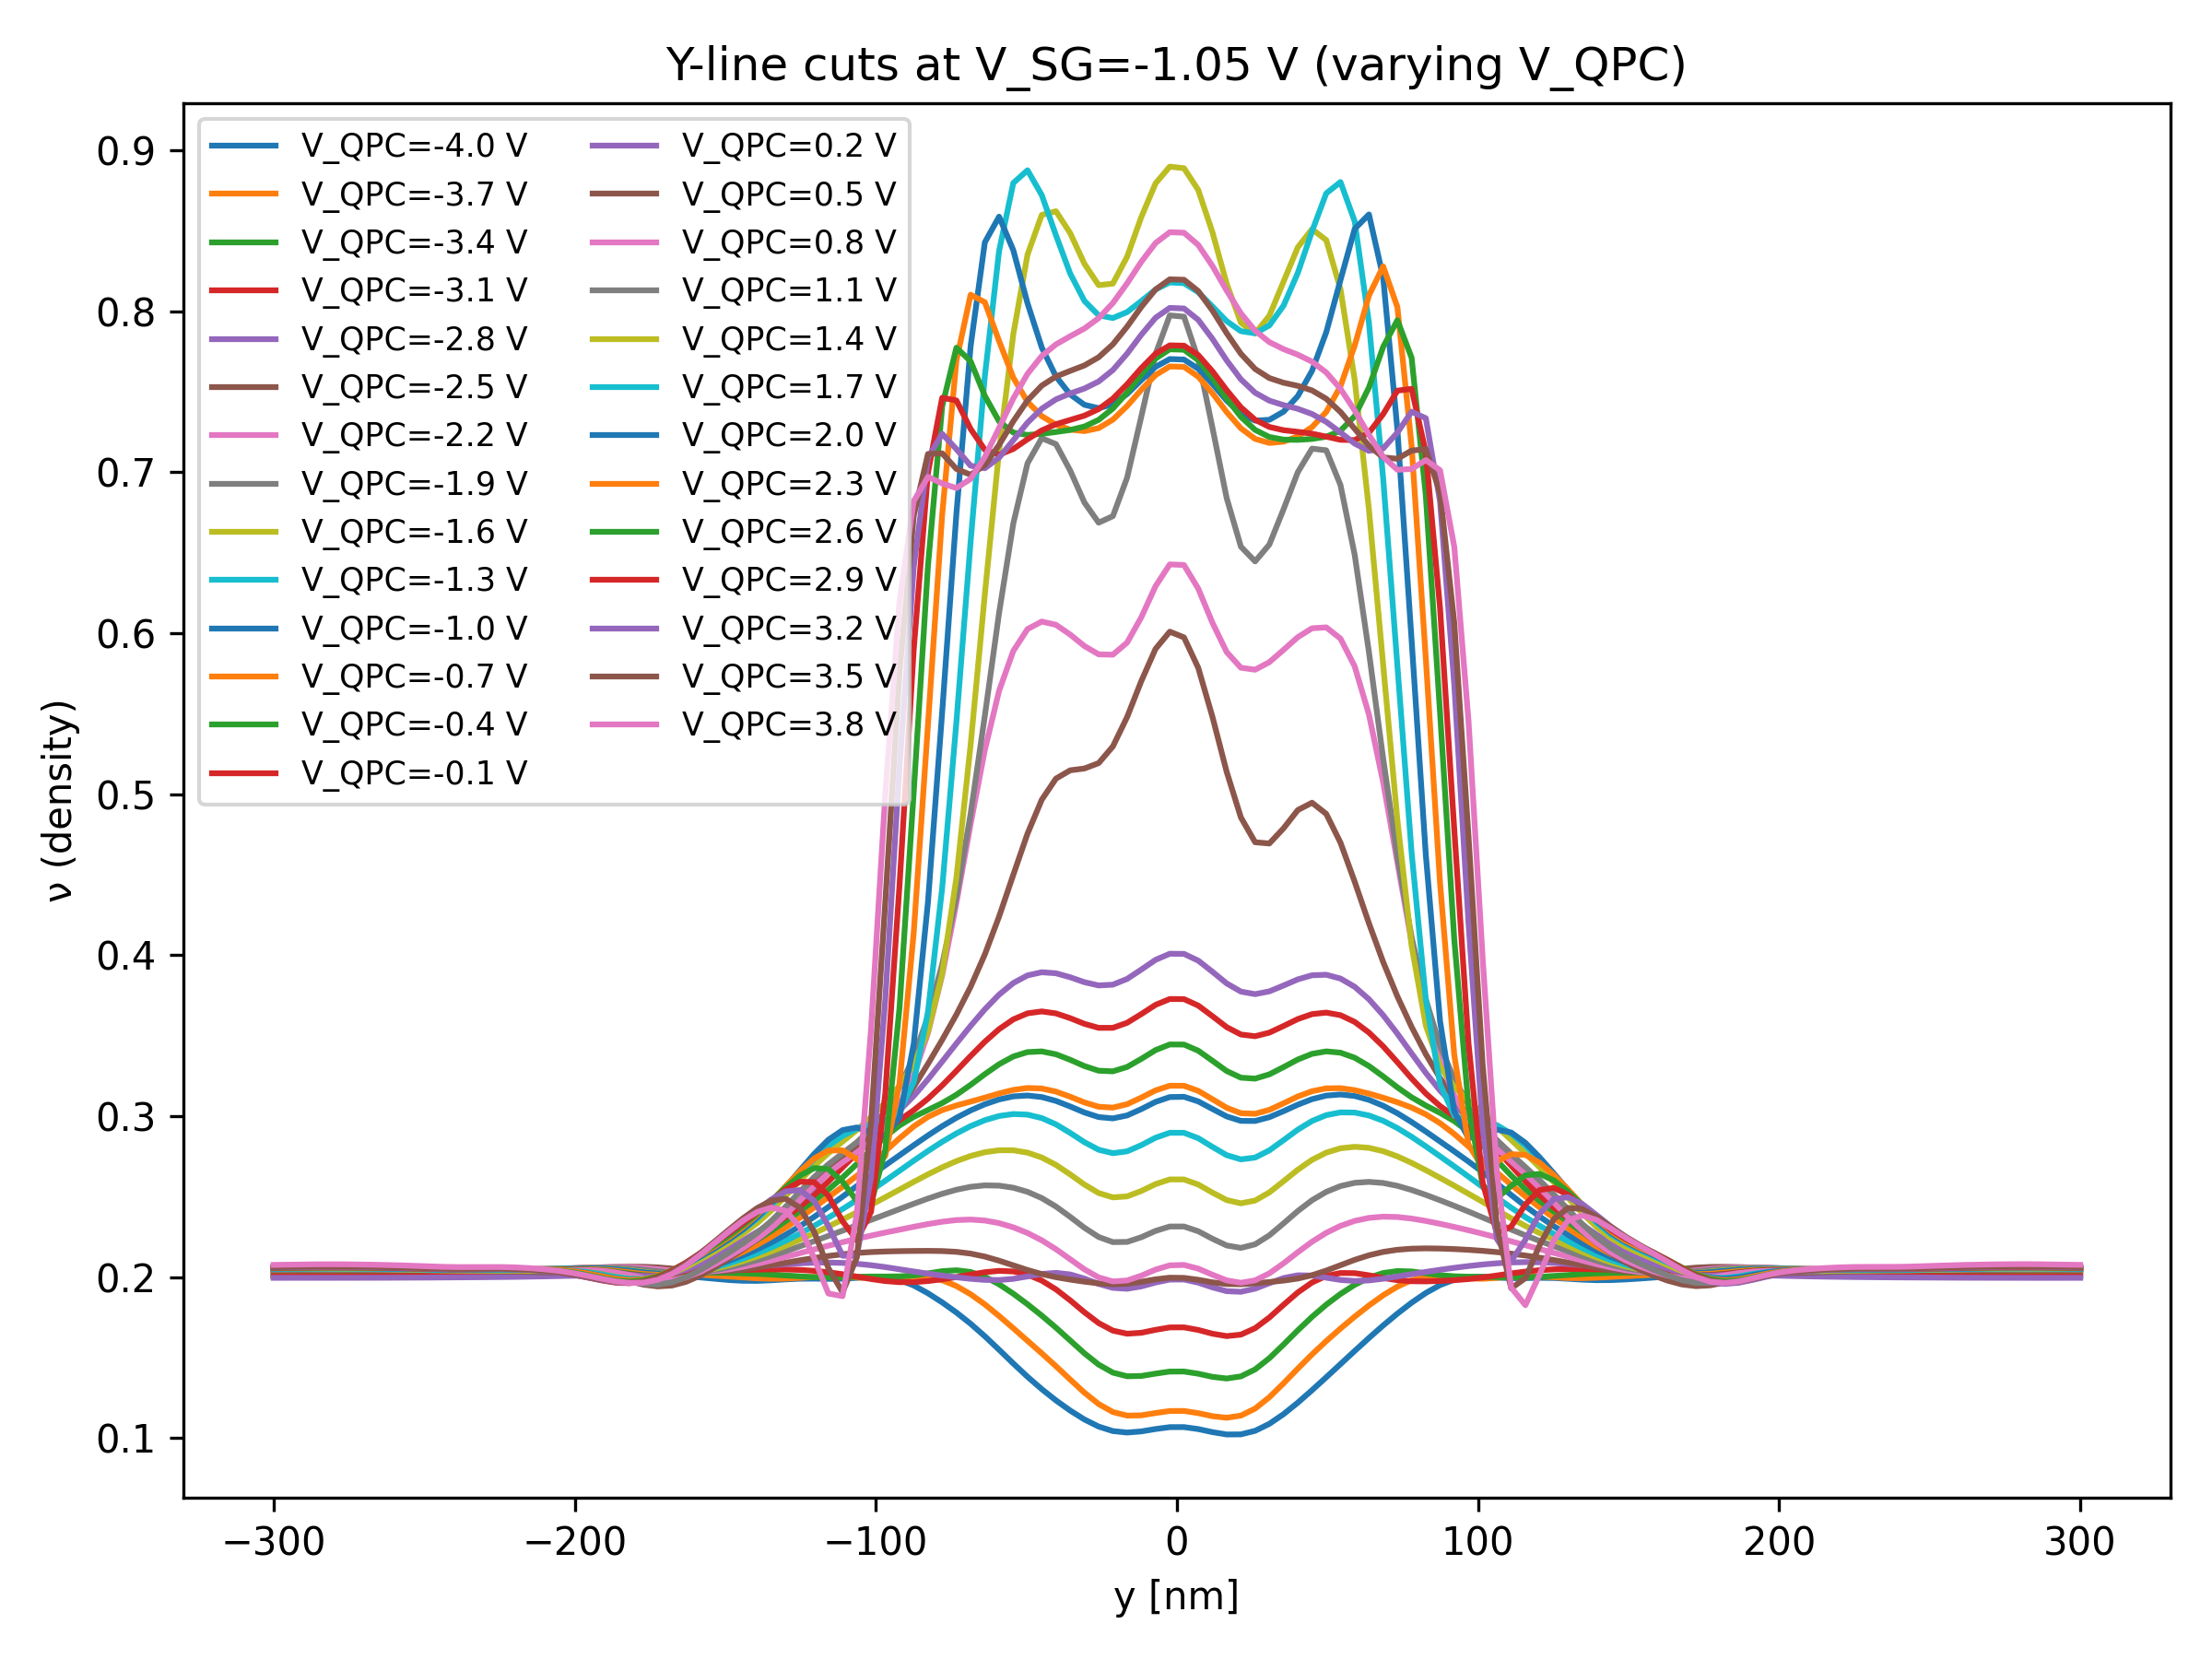 Y-line cuts at V_SG=-1.05 V (varying V_QPC)
V_QPC=-4.0 V
V_QPC=-3.7 V
V_QPC=-3.4 V
V_QPC=-3.1 V
V_QPC=-2.8 V
V_QPC=-2.5 V
V_QPC=-2.2 V
V_QPC=-1.9 V
V_QPC=-1.6 V
V_QPC=-1.3 V
V_QPC=-1.0 V
V_QPC=-0.7 V
V_QPC=-0.4 V
V_QPC=-0.1 V
V_QPC=0.2 V
V_QPC=0.5 V
V_QPC=0.8 V
V_QPC=1.1 V
V_QPC=1.4 V
V_QPC=1.7 V
V_QPC=2.0 V
V_QPC=2.3 V
V_QPC=2.6 V
V_QPC=2.9 V
V_QPC=3.2 V
V_QPC=3.5 V
V_QPC=3.8 V
ν (density)
0.9
0.8
0.7
0.6
0.5
0.4
0.3
0.2
0.1
−300
−200
−100
0
100
200
300
y [nm]